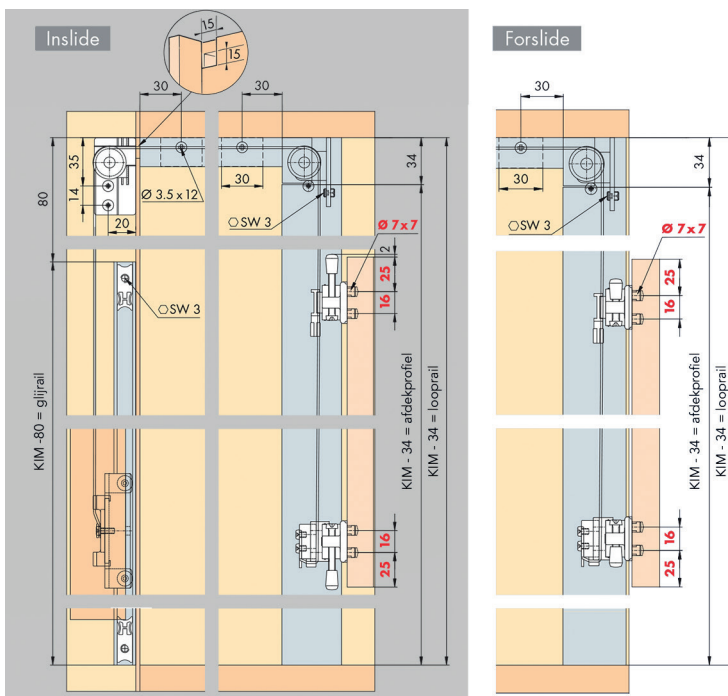 Inslide
Forslide
15
15
30
30
30
35
14
80
20
Ø 3.5 x 12
30
34
30
34
SW 3
SW 3
Ø 7x7
Ø 7x7
2
25
16
25
16
SW 3
KIM -80 = glijrail
KIM - 34 = afdekprofiel
KIM - 34 = looprail
KIM - 34 = afdekprofiel
KIM - 34 = looprail
16
25
16
25